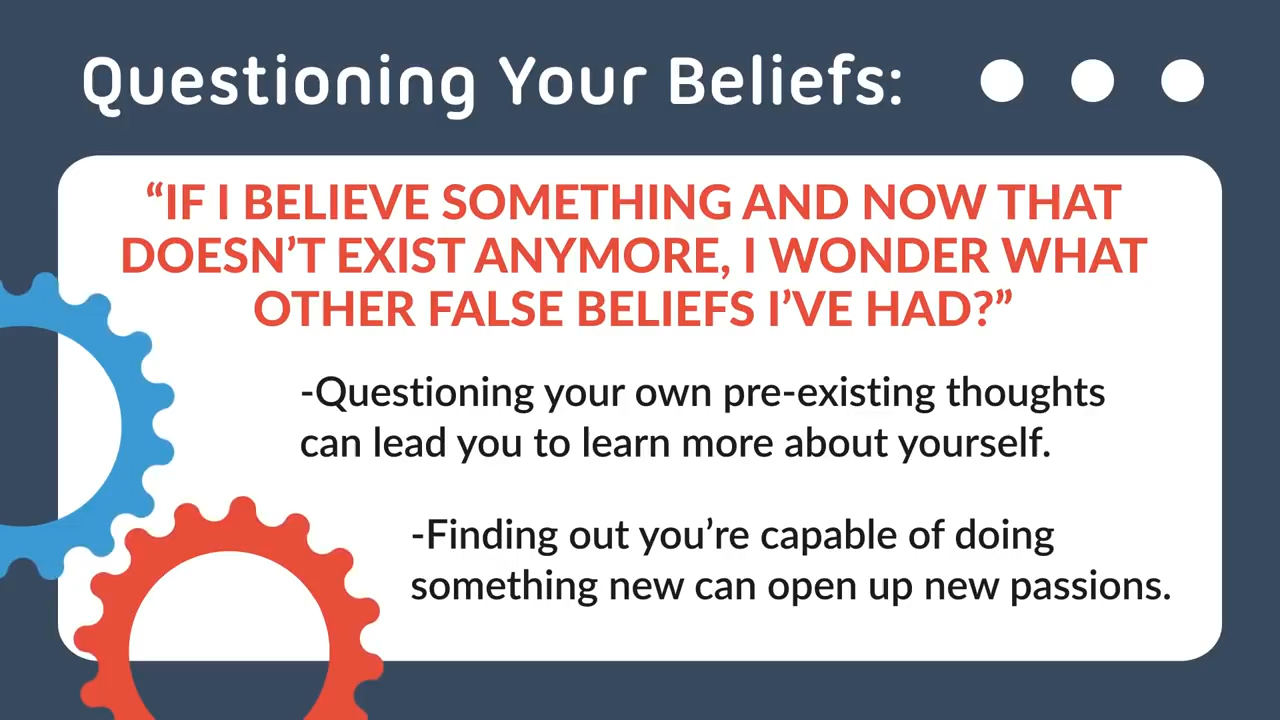 Questioning Your Beliefs:
“IF I BELIEVE SOMETHING AND NOW THAT
DOESN’T EXIST ANYMORE, I WONDER WHAT
OTHER FALSE BELIEFS I’VE HAD?”
-Questioning your own pre-existing thoughts
can lead you to learn more about yourself.
-Finding out you’re capable of doing
something new can open up new passions.